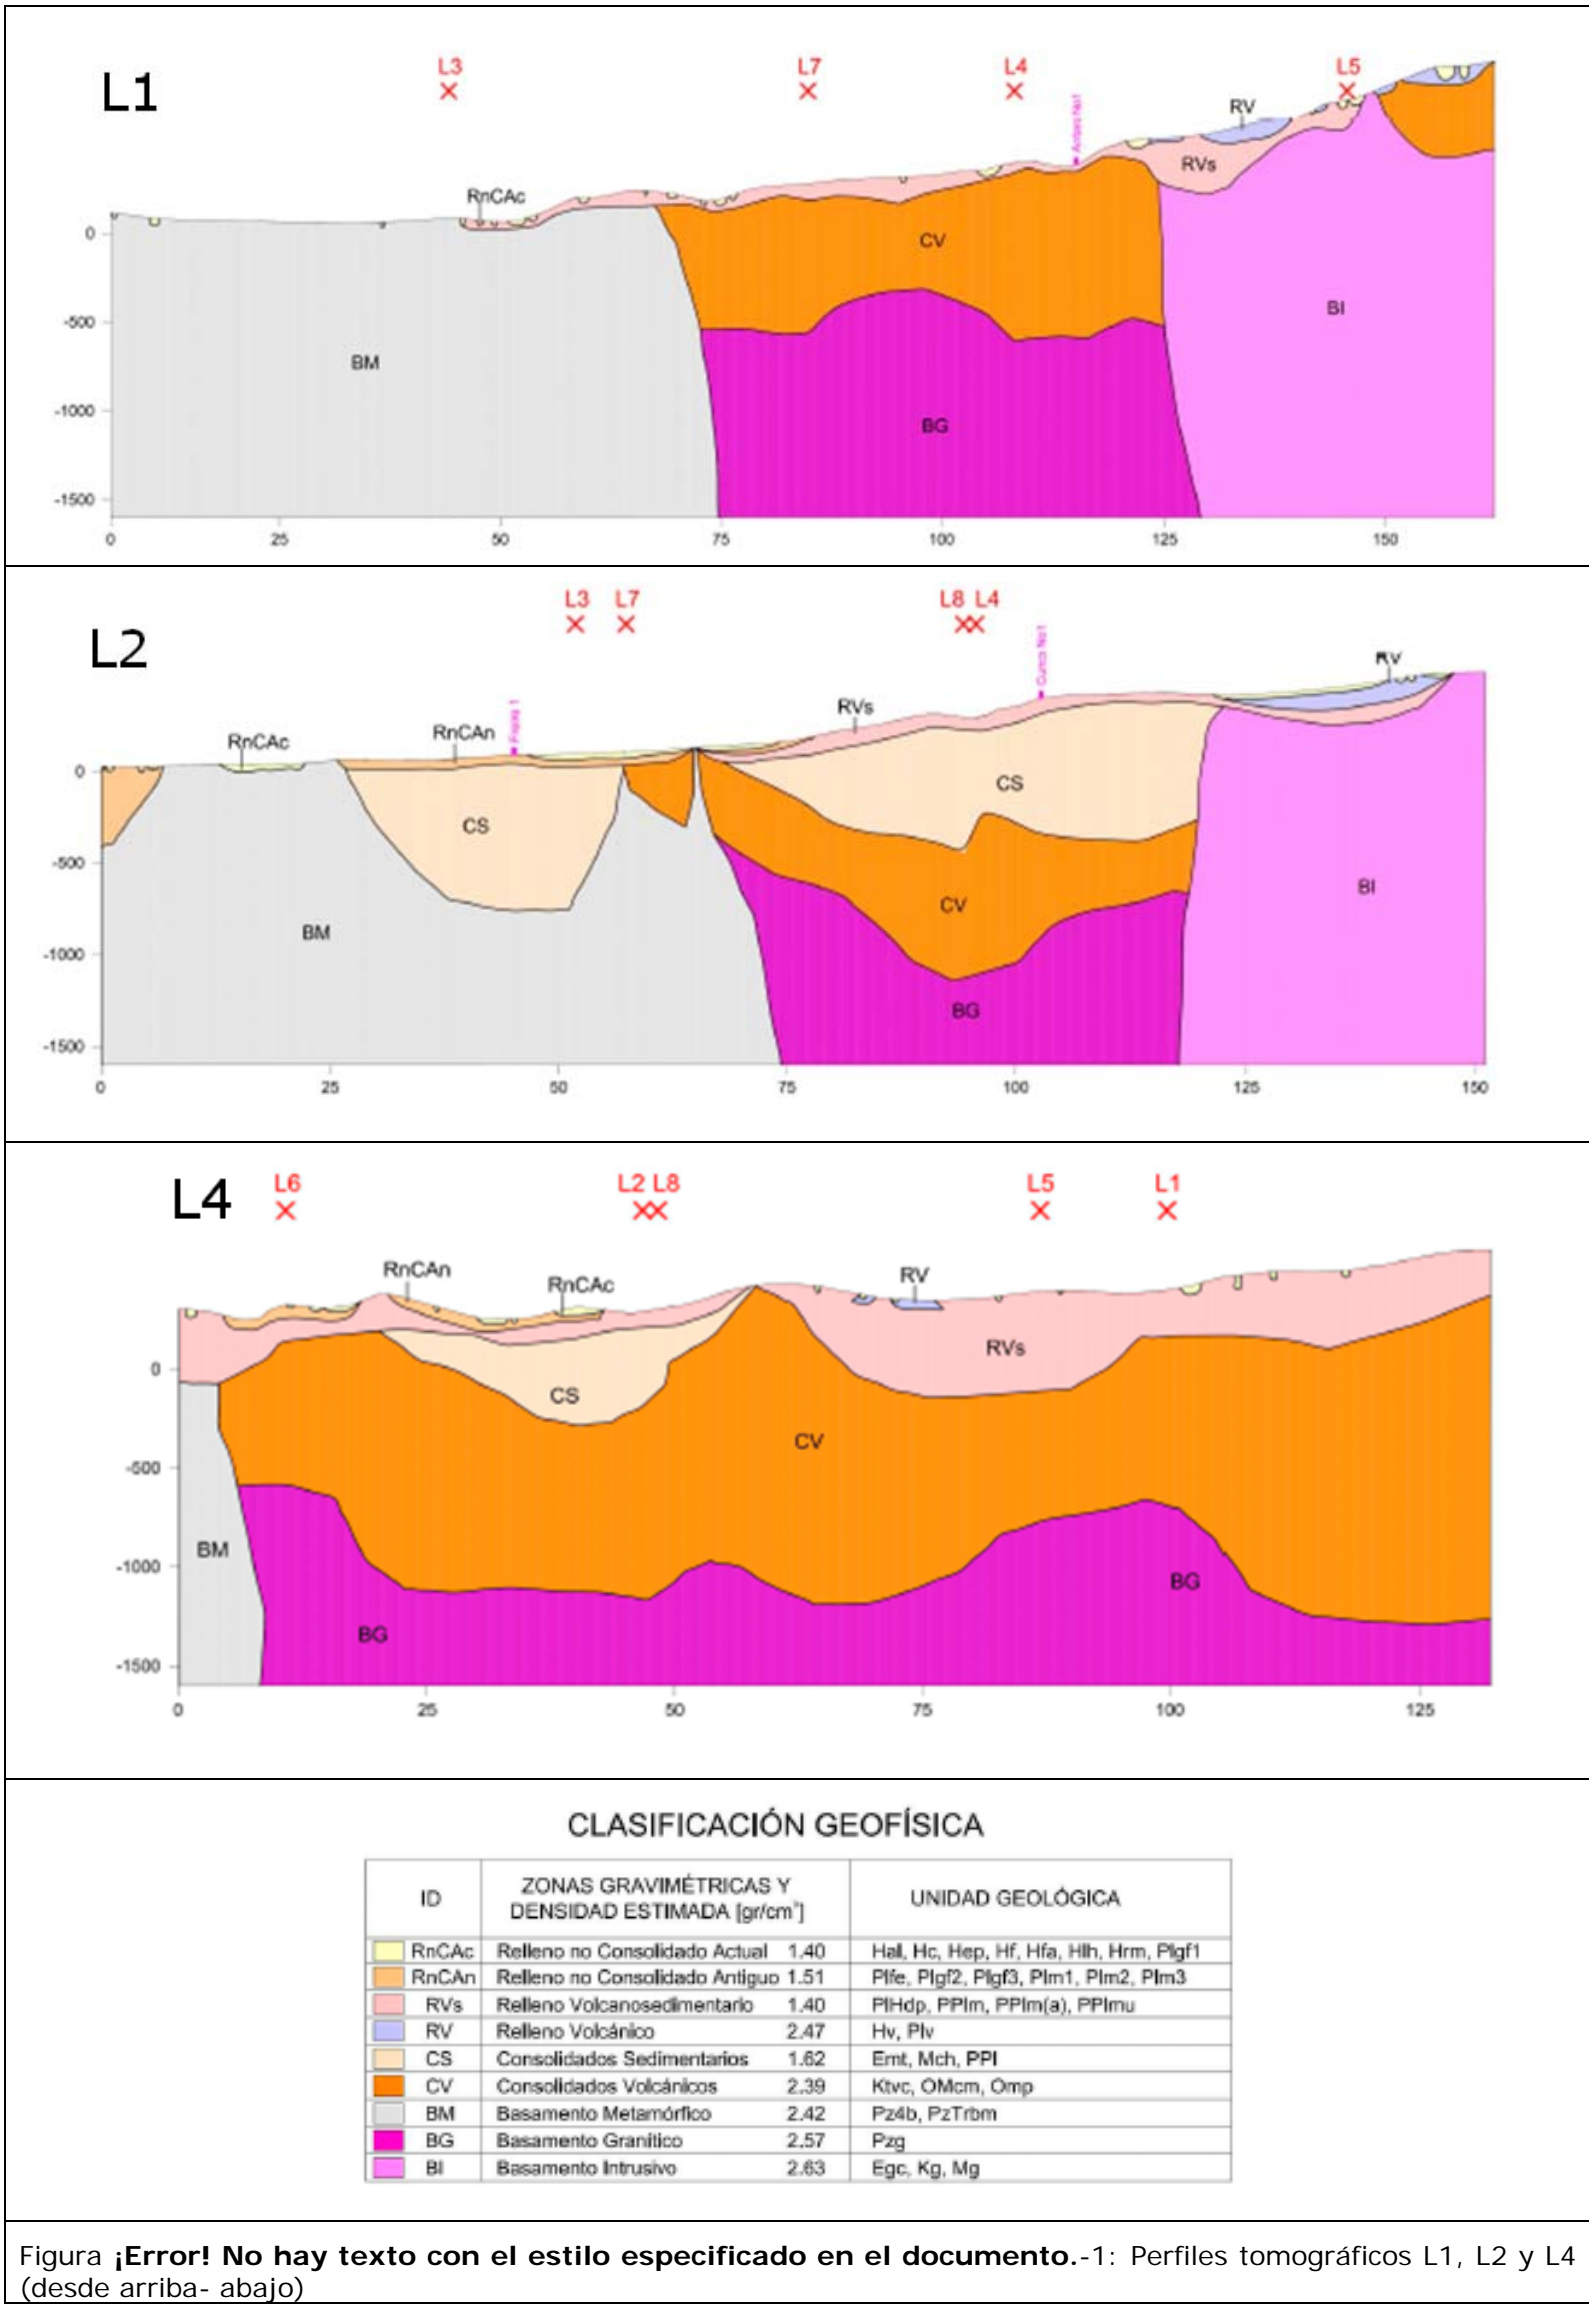 L1
L3 L7 L4 L5
RV
RVs
RnCAc
CV
BI
BM
BG
0
-500
-1000
-1500
0 25 50 75 100 125 150
L2
L3 L7 L8 L4
RV
RVs
RnCAn
RnCAc
CS
CS
BI
CV
BM
BG
0
-500
-1000
-1500
0 25 50 75 100 125 150
L4
L6 L2 L8 L5 L1
RnCAn
RnCAc
RV
RVs
CS
CV
BM
BG
BG
0
-500
-1000
-1500
0 25 50 75 100 125
CLASIFICACIÓN GEOFÍSICA
ID ZONAS GRAVIMÉTRICAS Y DENSIDAD ESTIMADA [gr/cm³] UNIDAD GEOLÓGICA
RnCAc Relleno no Consolidado Actual 1.40 Hal, Hc, Hep, Hf, Hfa, Hlh, Hrm, Plgf1
RnCAn Relleno no Consolidado Antiguo 1.51 Plfe, Plgf2, Plgf3, Plm1, Plm2, Plm3
RVs Relleno Volcanosedimentario 1.40 PlHdp, PPlm, PPlm(a), PPlmu
RV Relleno Volcánico 2.47 Hv, Plv
CS Consolidados Sedimentarios 1.62 Emt, Mch, PPl
CV Consolidados Volcánicos 2.39 Ktvc, OMcm, Omp
BM Basamento Metamórfico 2.42 Pz4b, PzTrbm
BG Basamento Granítico 2.57 Pzg
BI Basamento Intrusivo 2.63 Egc, Kg, Mg
Figura ¡Error! No hay texto con el estilo especificado en el documento.-1: Perfiles tomográficos L1, L2 y L4
(desde arriba- abajo)